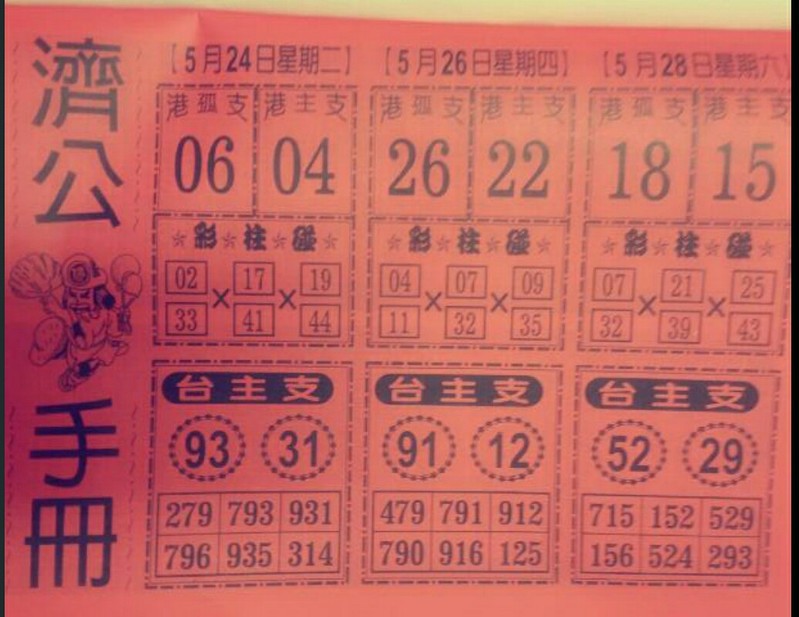 濟公手冊
【5月24日星期二】
港孤支 港主支
06 04
☆彩☆柱☆碰☆
02 17 19
× ×
33 41 44
台主支
93 31
279 793 931
796 935 314
【5月26日星期四】
港孤支 港主支
26 22
☆彩☆柱☆碰☆
04 07 09
× ×
11 32 35
台主支
91 12
479 791 912
790 916 125
【5月28日星期六】
港孤支 港主支
18 15
☆彩☆柱☆碰☆
07 21 25
× ×
32 39 43
台主支
52 29
715 152 529
156 524 293